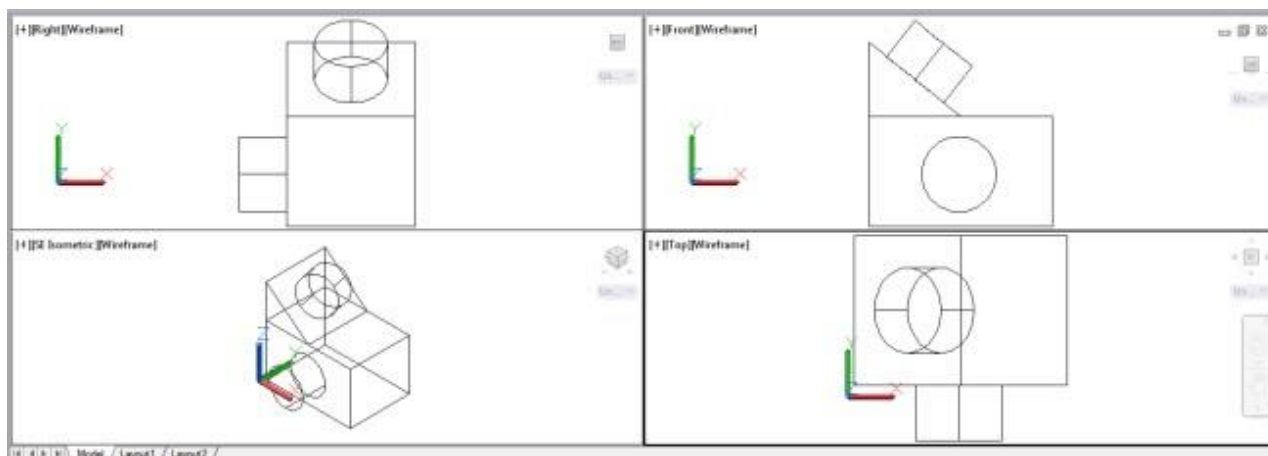 [+][Right][Wireframe]
Y
X
[+][Front][Wireframe]
Y
X
[+][SE Isometric][Wireframe]
Z
Y
[+][Top][Wireframe]
Y
X
Model / Layout1 / Layout2 /